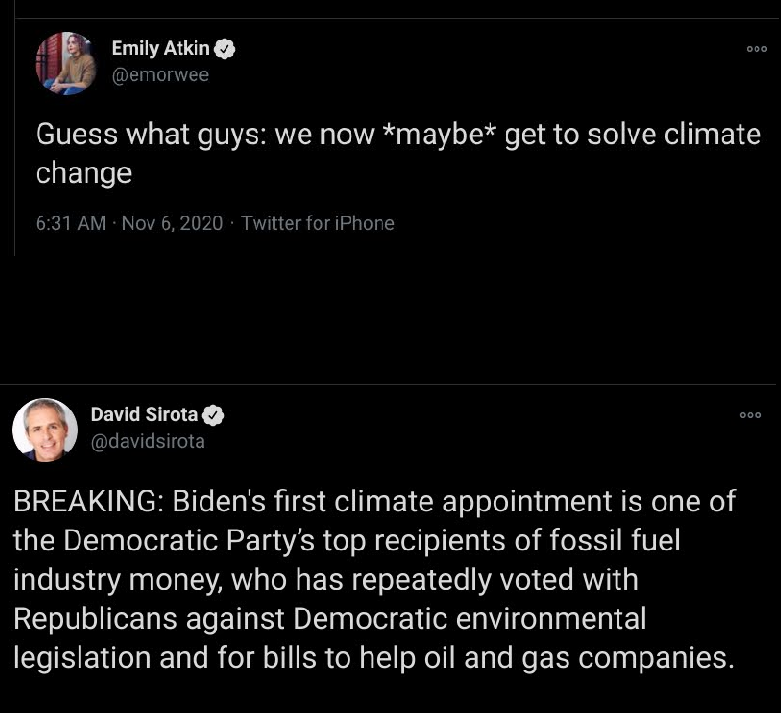 Emily Atkin
@emorwee
Guess what guys: we now *maybe* get to solve climate
change
6:31 AM · Nov 6, 2020 · Twitter for iPhone
David Sirota
@davidsirota
BREAKING: Biden's first climate appointment is one of
the Democratic Party's top recipients of fossil fuel
industry money, who has repeatedly voted with
Republicans against Democratic environmental
legislation and for bills to help oil and gas companies.